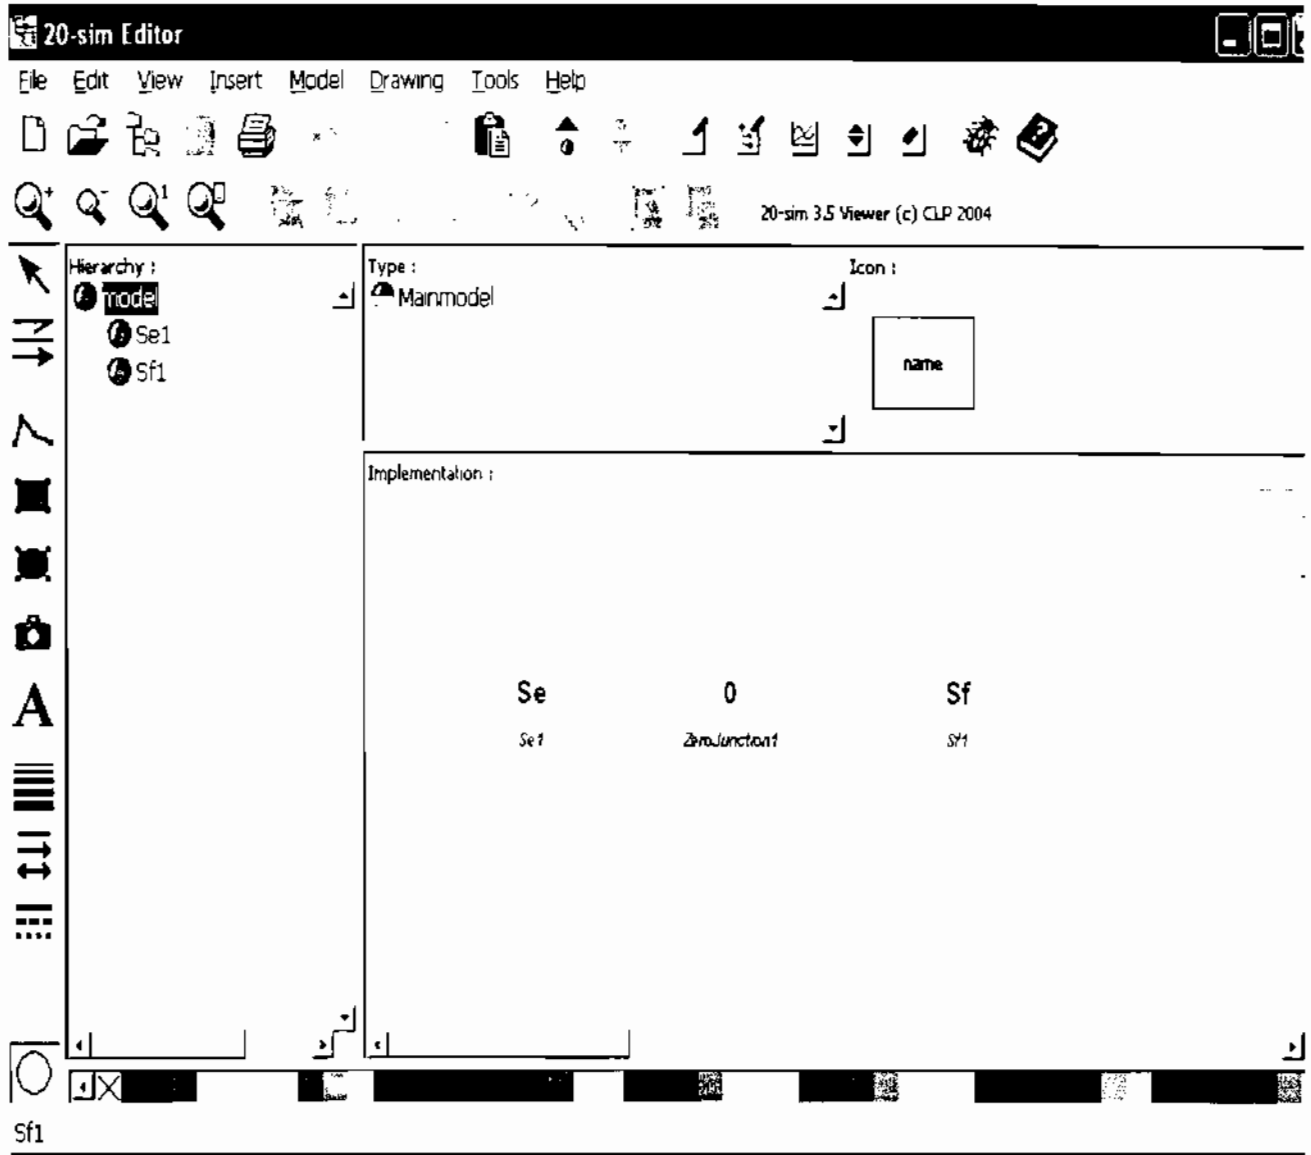 20-sim Editor
File Edit View Insert Model Drawing Tools Help
20-sim 3.5 Viewer (c) CLP 2004
Hierarchy :
model
Se1
Sf1
Type :
Mainmodel
Icon :
name
Implementation :
Se 0 Sf
Se1 ZeroJunction1 Sf1
A
Sf1